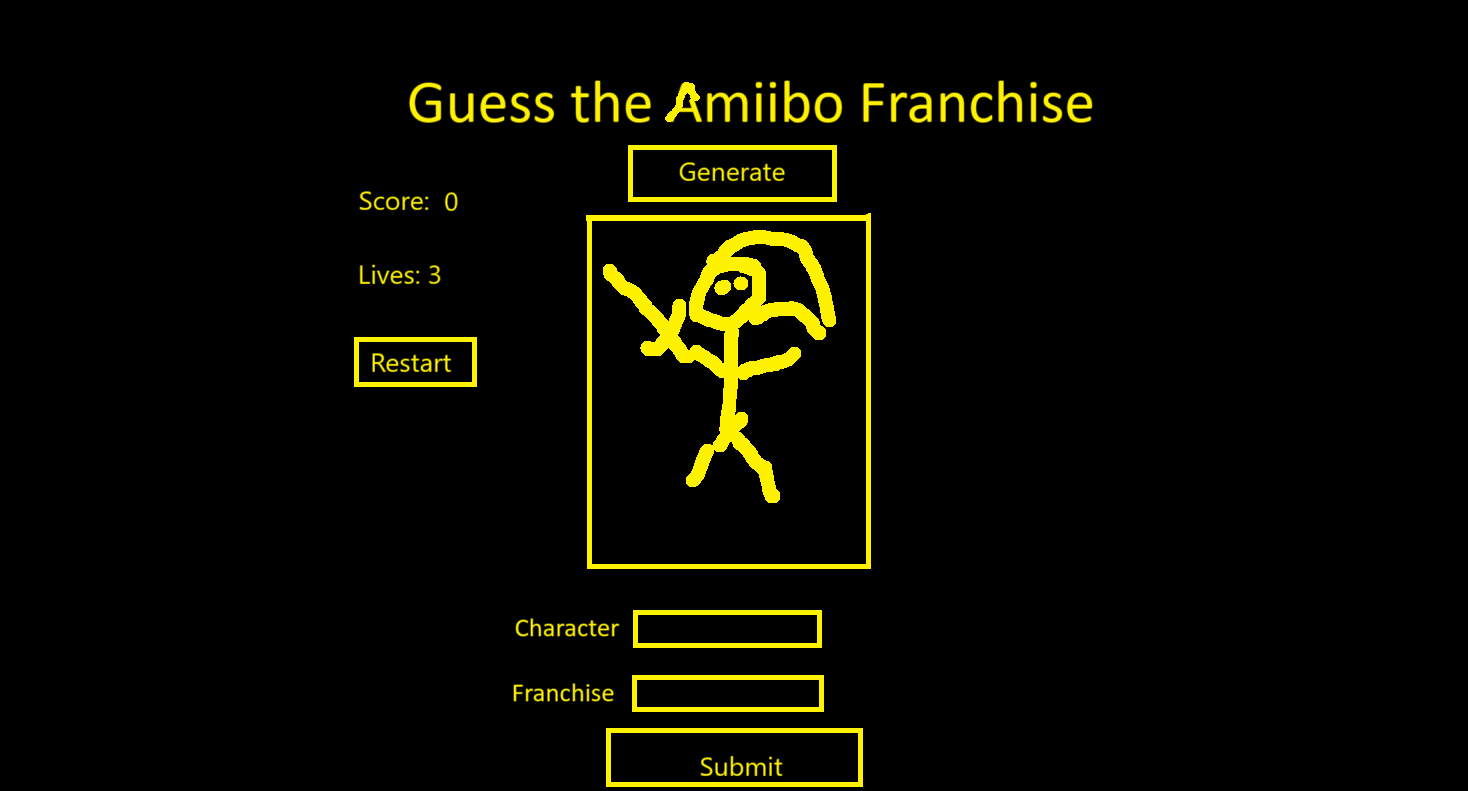 Guess the Amiibo Franchise
Generate
Score: 0
Lives: 3
Restart
Character
Franchise
Submit